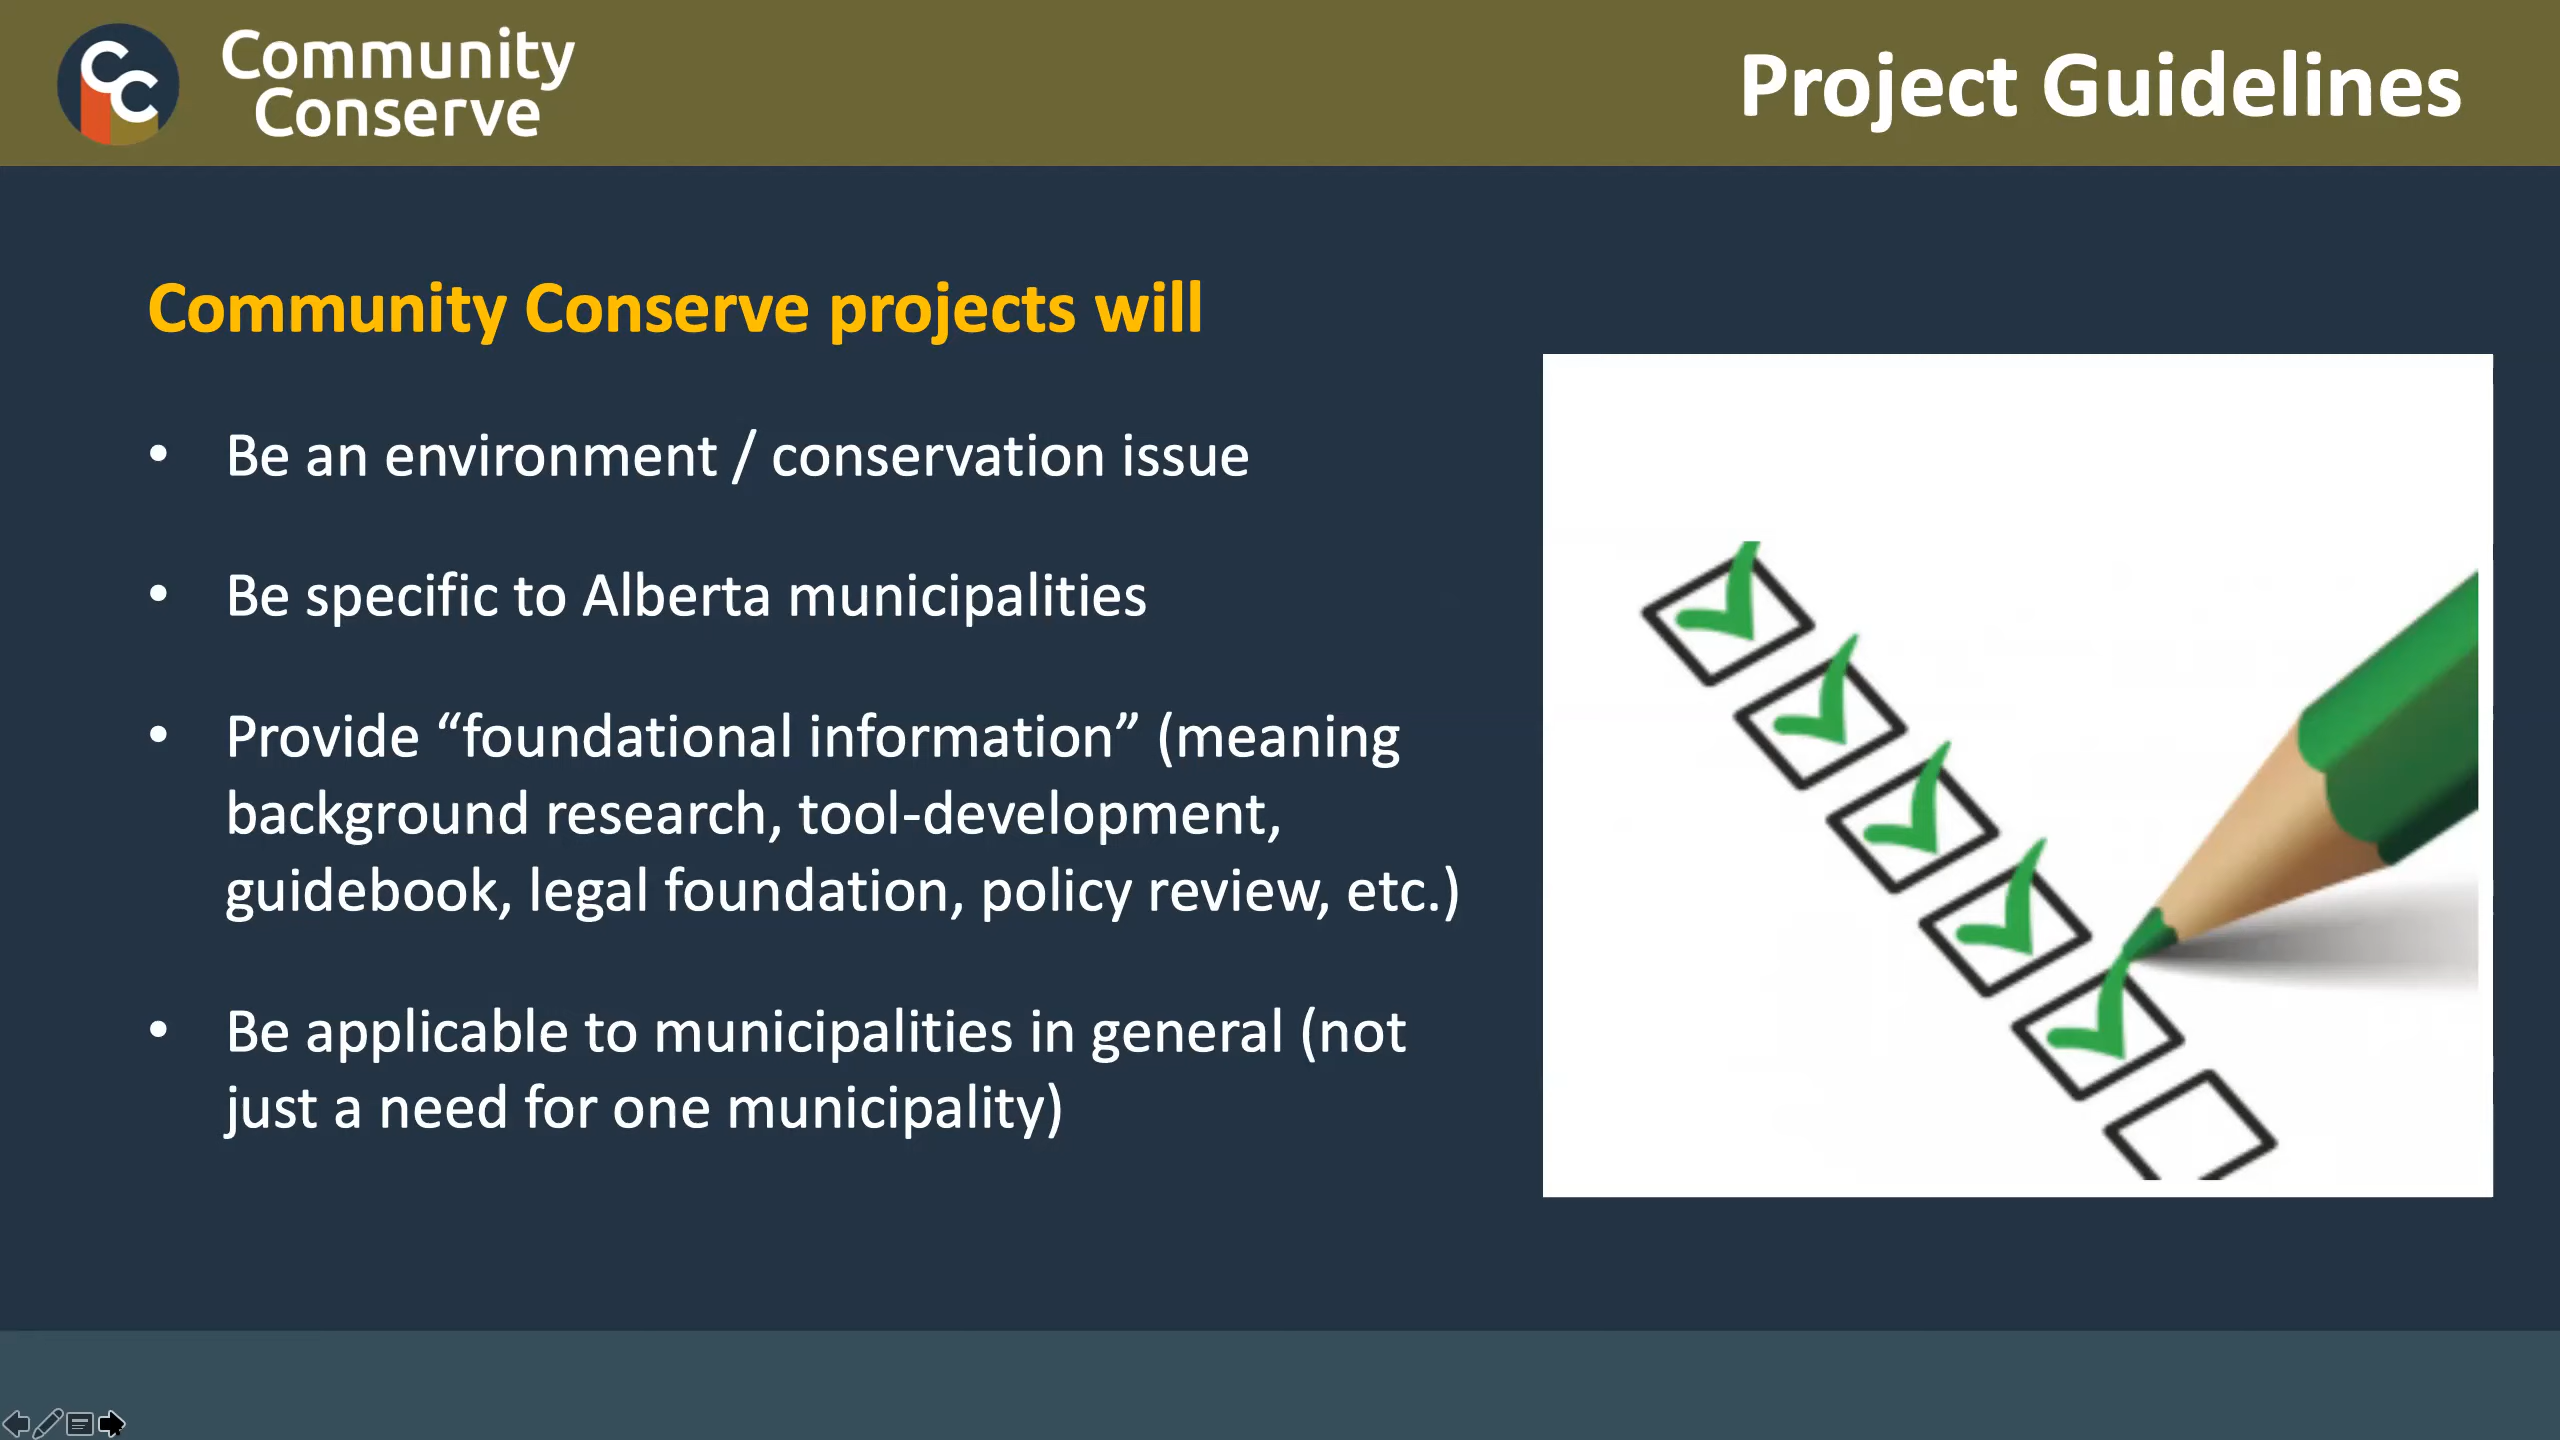 Community
Conserve
Project Guidelines
Community Conserve projects will
• Be an environment / conservation issue
• Be specific to Alberta municipalities
• Provide “foundational information” (meaning
background research, tool-development,
guidebook, legal foundation, policy review, etc.)
• Be applicable to municipalities in general (not
just a need for one municipality)